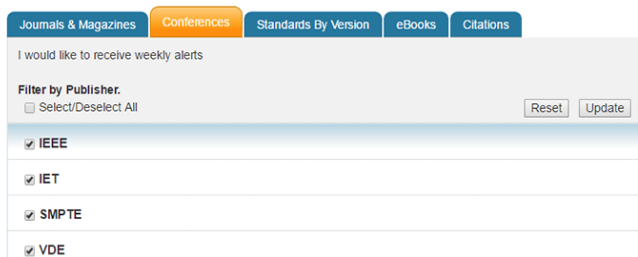 Journals & Magazines Conferences Standards By Version eBooks Citations
I would like to receive weekly alerts
Filter by Publisher.
Select/Deselect All Reset Update
IEEE
IET
SMPTE
VDE